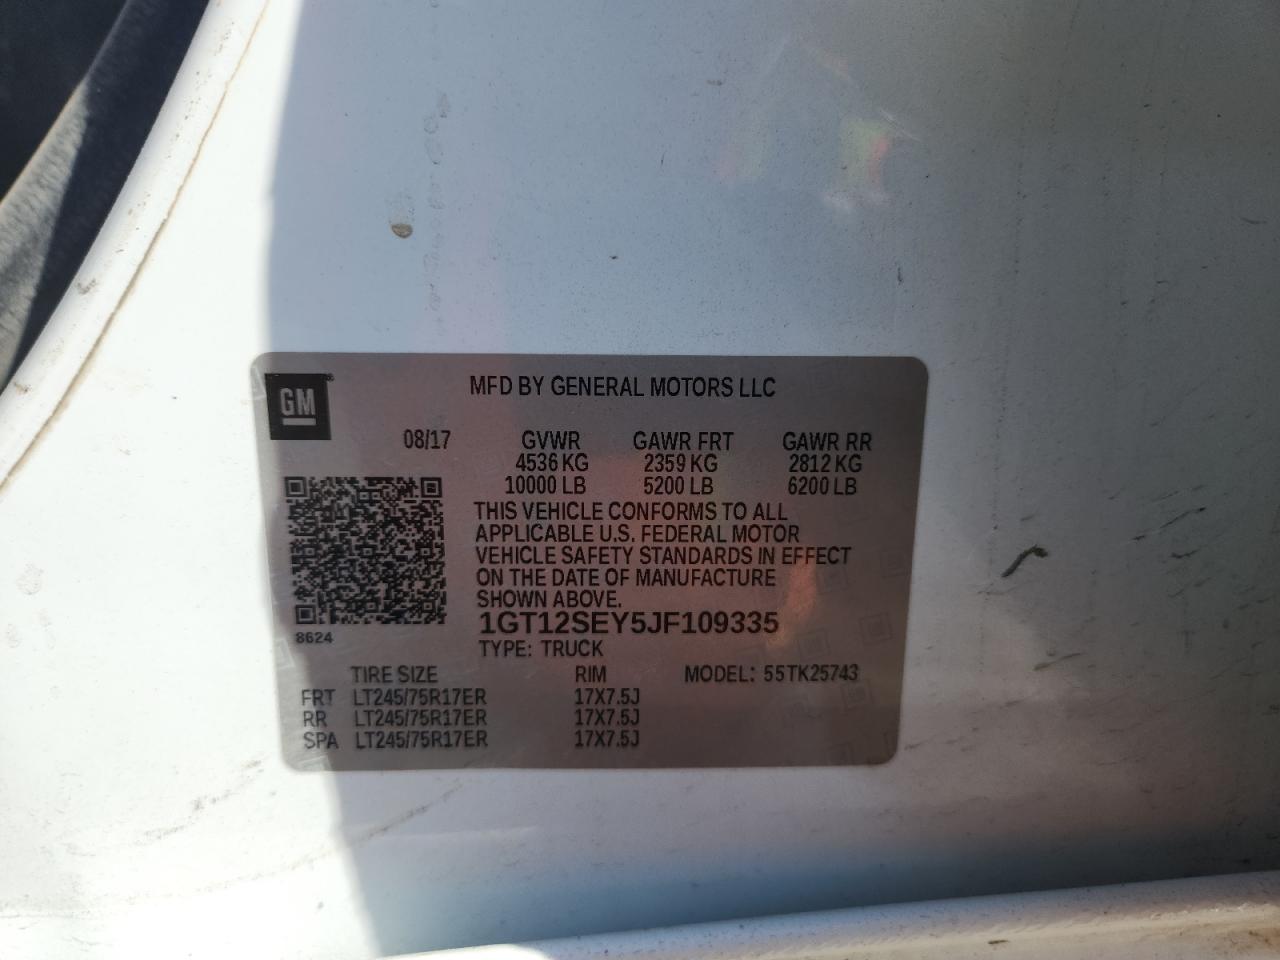 GM
MFD BY GENERAL MOTORS LLC
08/17 GVWR GAWR FRT GAWR RR
4536 KG 2359 KG 2812 KG
10000 LB 5200 LB 6200 LB
THIS VEHICLE CONFORMS TO ALL
APPLICABLE U.S. FEDERAL MOTOR
VEHICLE SAFETY STANDARDS IN EFFECT
ON THE DATE OF MANUFACTURE
SHOWN ABOVE.
1GT12SEY5JF109335
8624
TYPE: TRUCK
TIRE SIZE RIM MODEL: 55TK25743
FRT LT245/75R17ER 17X7.5J
RR LT245/75R17ER 17X7.5J
SPA LT245/75R17ER 17X7.5J